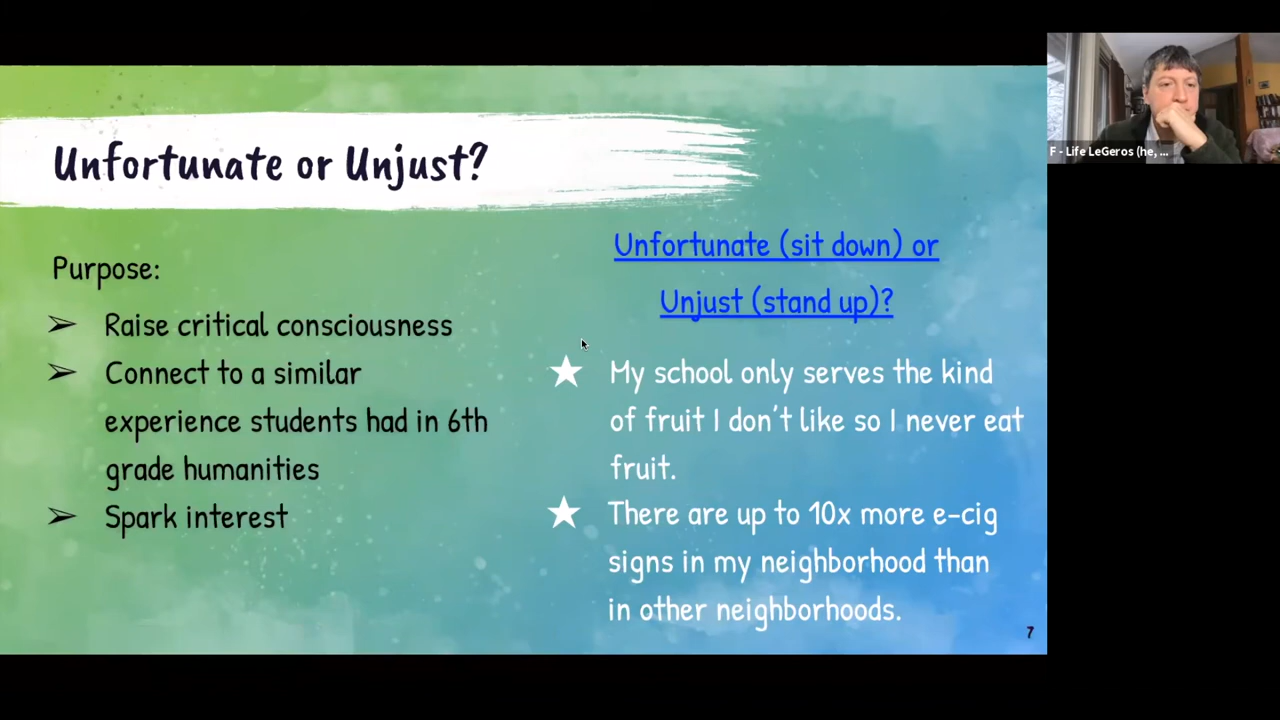 Unfortunate or Unjust?
Purpose:
➢ Raise critical consciousness
➢ Connect to a similar
experience students had in 6th
grade humanities
➢ Spark interest
Unfortunate (sit down) or
Unjust (stand up)?
★ My school only serves the kind
of fruit I don't like so I never eat
fruit.
★ There are up to 10x more e-cig
signs in my neighborhood than
in other neighborhoods.
7
F - Life LeGeros (he, ...